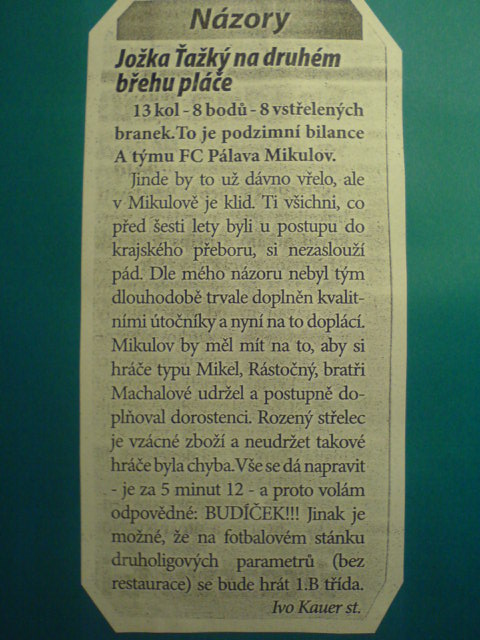 Názory
Jožka Ťažký na druhém
břehu pláče
13 kol - 8 bodů - 8 vstřelených
branek.To je podzimní bilance
A týmu FC Pálava Mikulov.
Jinde by to už dávno vřelo, ale
v Mikulově je klid. Ti všichni, co
před šesti lety byli u postupu do
krajského přeboru, si nezaslouží
pád. Dle mého názoru nebyl tým
dlouhodobě trvale doplněn kvalit-
ními útočníky a nyní na to doplácí.
Mikulov by měl mít na to, aby si
hráče typu Mikel, Rástočný, bratři
Machalové udržel a postupně do-
plňoval dorostenci. Rozený střelec
je vzácné zboží a neudržet takové
hráče byla chyba.Vše se dá napravit
- je za 5 minut 12 - a proto volám
odpovědné: BUDÍČEK!!! Jinak je
možné, že na fotbalovém stánku
druholigových parametrů (bez
restaurace) se bude hrát 1.B třída.
Ivo Kauer st.